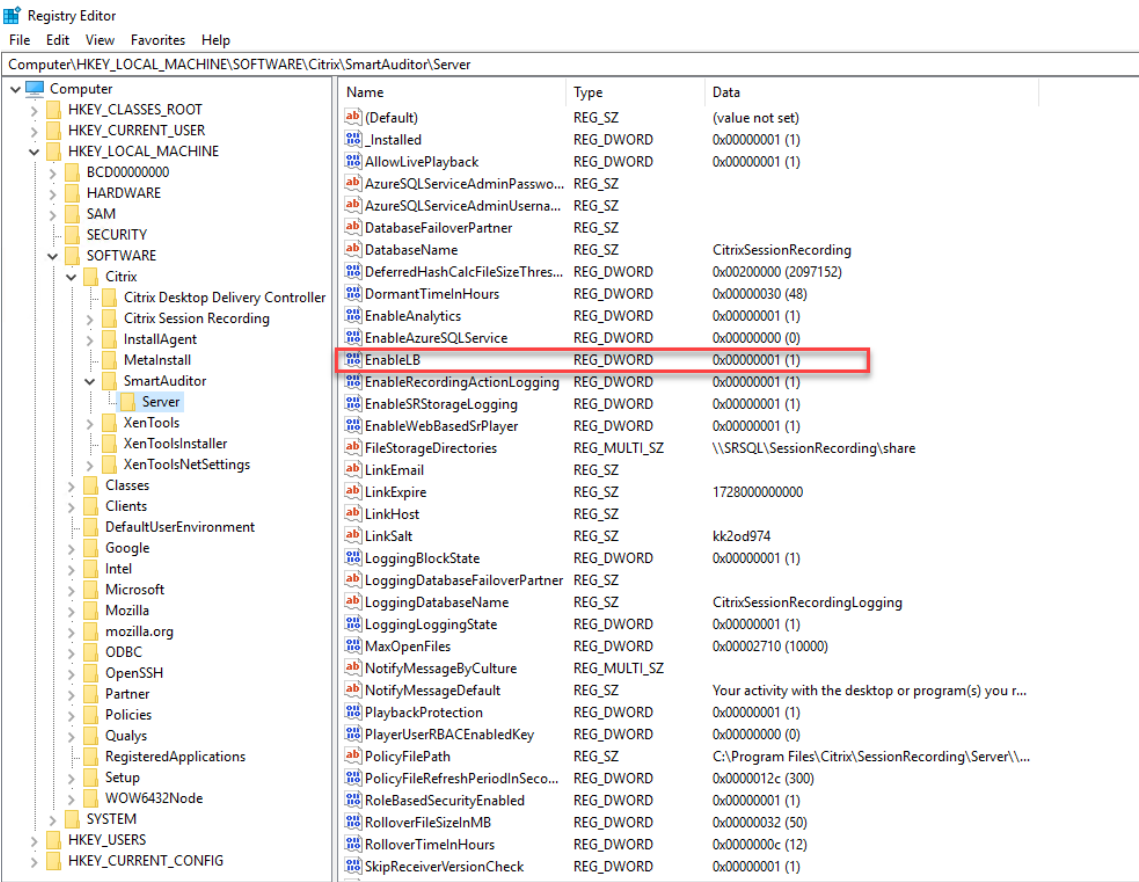 Registry Editor
File Edit View Favorites Help
Computer\HKEY_LOCAL_MACHINE\SOFTWARE\Citrix\SmartAuditor\Server
Computer
HKEY_CLASSES_ROOT
HKEY_CURRENT_USER
HKEY_LOCAL_MACHINE
BCD00000000
HARDWARE
SAM
SECURITY
SOFTWARE
Citrix
Citrix Desktop Delivery Controller
Citrix Session Recording
InstallAgent
MetaInstall
SmartAuditor
Server
XenTools
XenToolsInstaller
XenToolsNetSettings
Classes
Clients
DefaultUserEnvironment
Google
Intel
Microsoft
Mozilla
mozilla.org
ODBC
OpenSSH
Partner
Policies
Qualys
RegisteredApplications
Setup
WOW6432Node
SYSTEM
HKEY_USERS
HKEY_CURRENT_CONFIG
Name Type Data
(Default) REG_SZ (value not set)
_Installed REG_DWORD 0x00000001 (1)
AllowLivePlayback REG_DWORD 0x00000001 (1)
AzureSQLServiceAdminPasswo... REG_SZ
AzureSQLServiceAdminUserna... REG_SZ
DatabaseFailoverPartner REG_SZ
DatabaseName REG_SZ CitrixSessionRecording
DeferredHashCalcFileSizeThres... REG_DWORD 0x00200000 (2097152)
DormantTimeInHours REG_DWORD 0x00000030 (48)
EnableAnalytics REG_DWORD 0x00000001 (1)
EnableAzureSQLService REG_DWORD 0x00000000 (0)
EnableLB REG_DWORD 0x00000001 (1)
EnableRecordingActionLogging REG_DWORD 0x00000001 (1)
EnableSRStorageLogging REG_DWORD 0x00000001 (1)
EnableWebBasedSrPlayer REG_DWORD 0x00000001 (1)
FileStorageDirectories REG_MULTI_SZ \\SRSQL\SessionRecording\share
LinkEmail REG_SZ
LinkExpire REG_SZ 1728000000000
LinkHost REG_SZ
LinkSalt REG_SZ kk2od974
LoggingBlockState REG_DWORD 0x00000001 (1)
LoggingDatabaseFailoverPartner REG_SZ
LoggingDatabaseName REG_SZ CitrixSessionRecordingLogging
LoggingLoggingState REG_DWORD 0x00000001 (1)
MaxOpenFiles REG_DWORD 0x00002710 (10000)
NotifyMessageByCulture REG_MULTI_SZ
NotifyMessageDefault REG_SZ Your activity with the desktop or program(s) you r...
PlaybackProtection REG_DWORD 0x00000001 (1)
PlayerUserRBACEnabledKey REG_DWORD 0x00000000 (0)
PolicyFilePath REG_SZ C:\Program Files\Citrix\SessionRecording\Server\\...
PolicyFileRefreshPeriodInSeco... REG_DWORD 0x0000012c (300)
RoleBasedSecurityEnabled REG_DWORD 0x00000001 (1)
RolloverFileSizeInMB REG_DWORD 0x00000032 (50)
RolloverTimeInHours REG_DWORD 0x0000000c (12)
SkipReceiverVersionCheck REG_DWORD 0x00000001 (1)